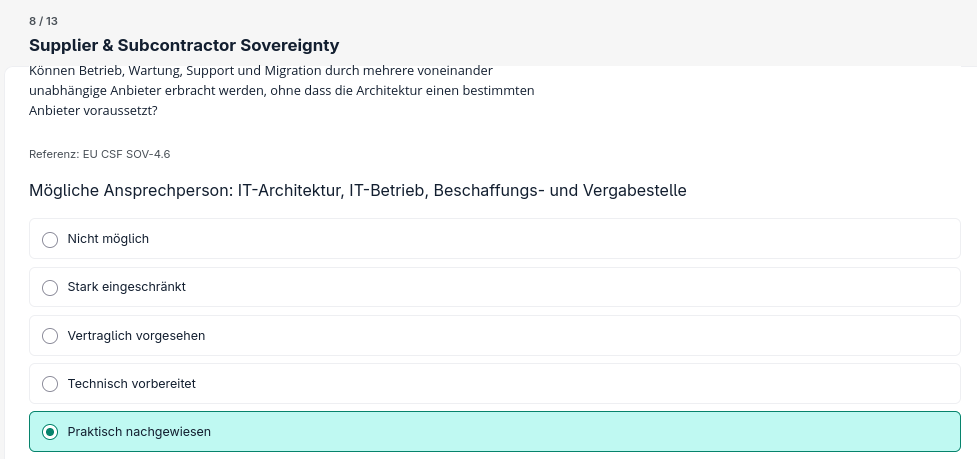 8 / 13
Supplier & Subcontractor Sovereignty
Können Betrieb, Wartung, Support und Migration durch mehrere voneinander
unabhängige Anbieter erbracht werden, ohne dass die Architektur einen bestimmten
Anbieter voraussetzt?
Referenz: EU CSF SOV-4.6
Mögliche Ansprechperson: IT-Architektur, IT-Betrieb, Beschaffungs- und Vergabestelle
Nicht möglich
Stark eingeschränkt
Vertraglich vorgesehen
Technisch vorbereitet
Praktisch nachgewiesen